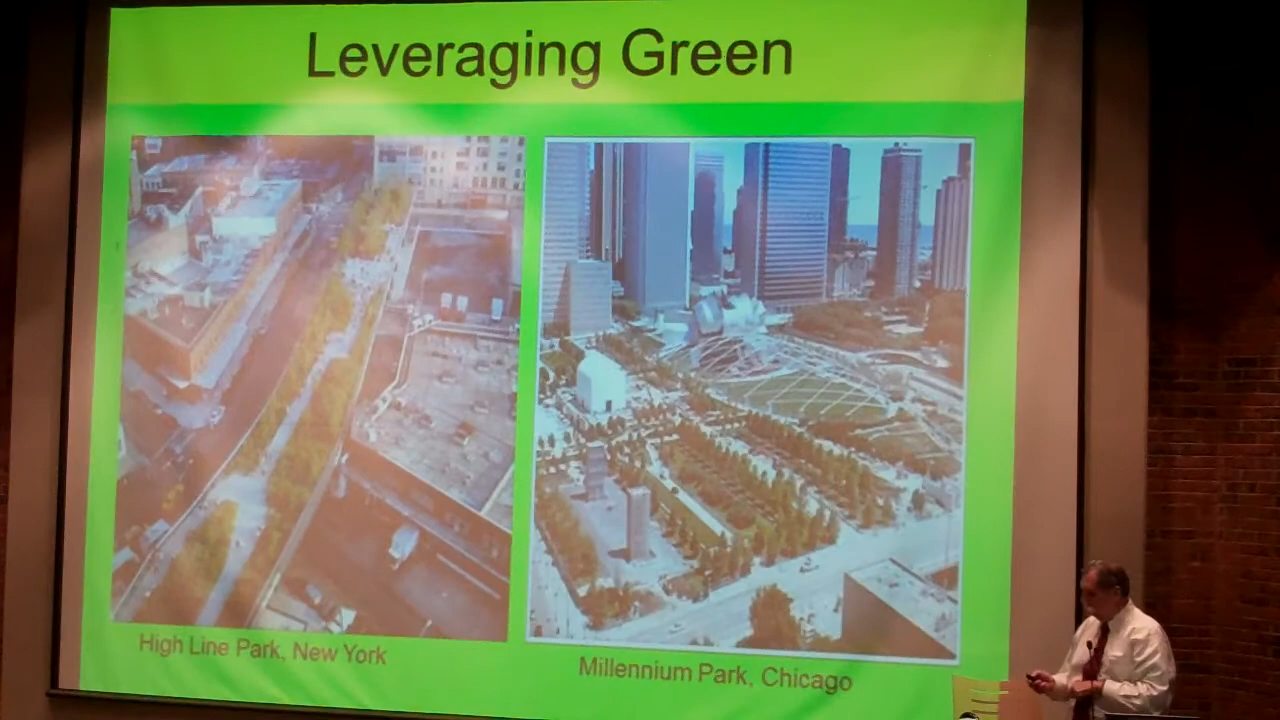 Leveraging Green
High Line Park, New York
Millennium Park, Chicago